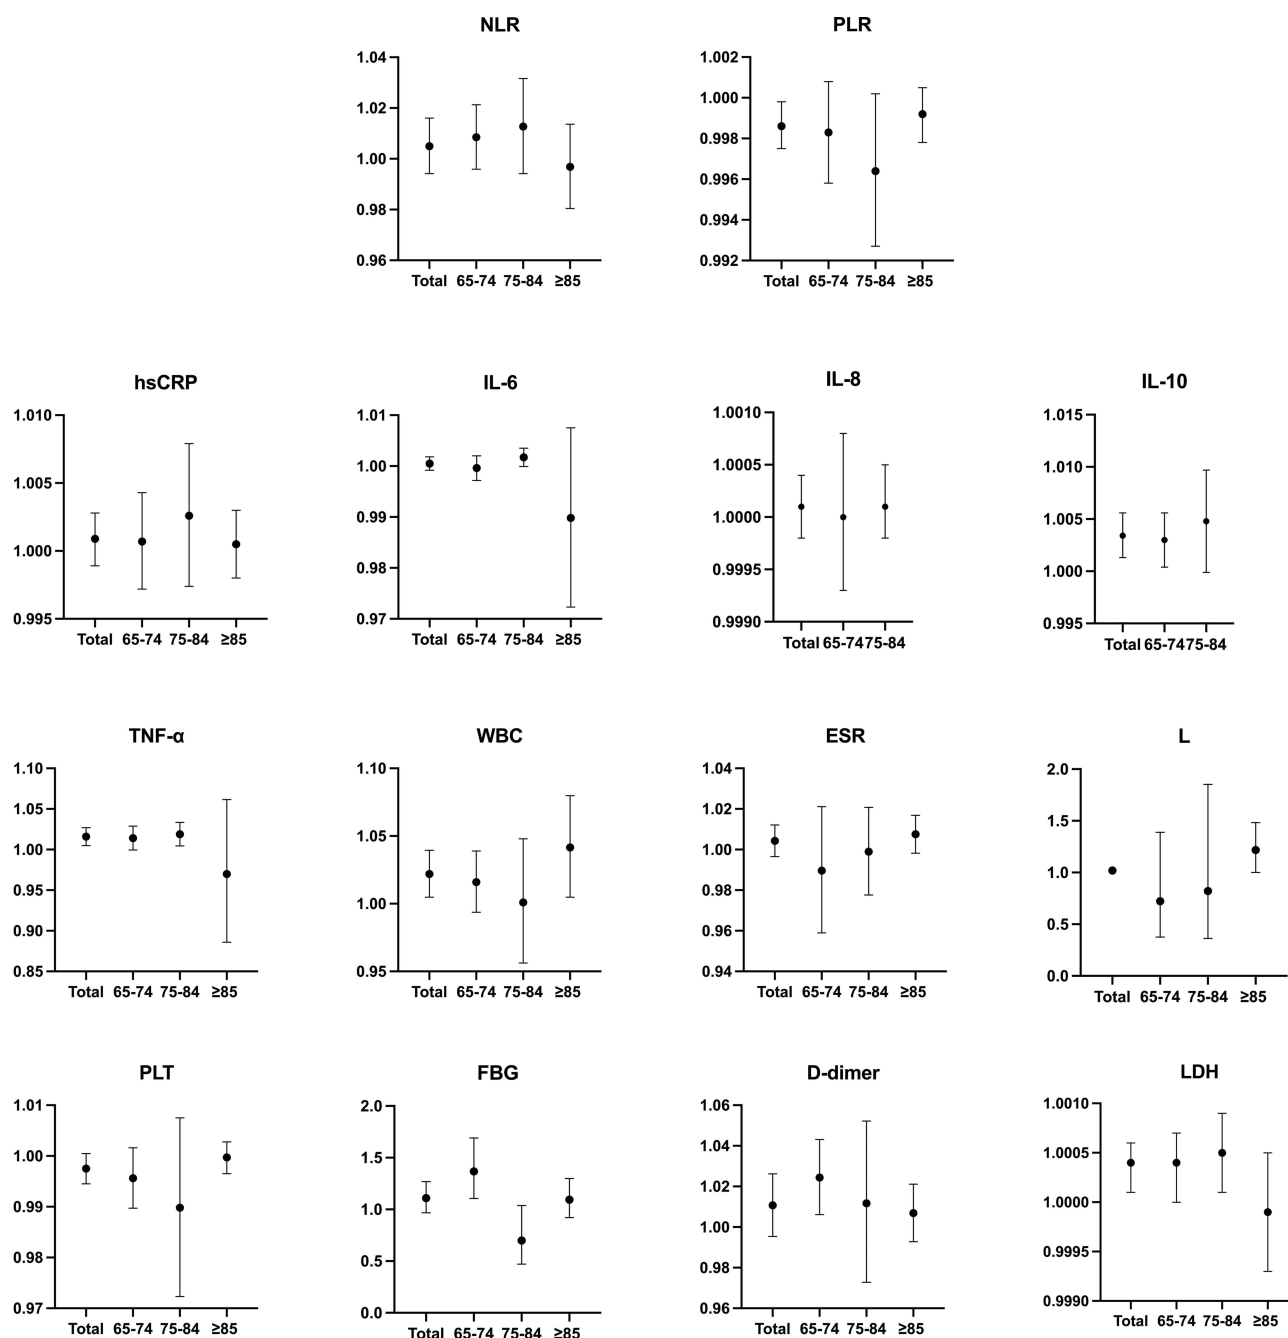 NLR
1.04
1.02
1.00
0.98
0.96
Total 65-74 75-84 ≥85
PLR
1.002
1.000
0.998
0.996
0.994
0.992
Total 65-74 75-84 ≥85
hsCRP
1.010
1.005
1.000
0.995
Total 65-74 75-84 ≥85
IL-6
1.01
1.00
0.99
0.98
0.97
Total 65-74 75-84 ≥85
IL-8
1.0010
1.0005
1.0000
0.9995
0.9990
Total 65-74 75-84
IL-10
1.015
1.010
1.005
1.000
0.995
Total 65-74 75-84
TNF-α
1.10
1.05
1.00
0.95
0.90
0.85
Total 65-74 75-84 ≥85
WBC
1.10
1.05
1.00
0.95
Total 65-74 75-84 ≥85
ESR
1.04
1.02
1.00
0.98
0.96
0.94
Total 65-74 75-84 ≥85
L
2.0
1.5
1.0
0.5
0.0
Total 65-74 75-84 ≥85
PLT
1.01
1.00
0.99
0.98
0.97
Total 65-74 75-84 ≥85
FBG
2.0
1.5
1.0
0.5
0.0
Total 65-74 75-84 ≥85
D-dimer
1.06
1.04
1.02
1.00
0.98
0.96
Total 65-74 75-84 ≥85
LDH
1.0010
1.0005
1.0000
0.9995
0.9990
Total 65-74 75-84 ≥85